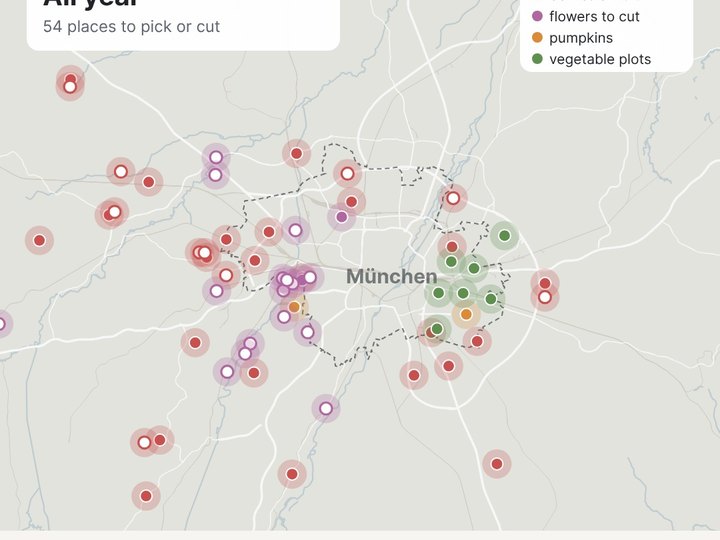 All year
54 places to pick or cut
flowers to cut
pumpkins
vegetable plots
München